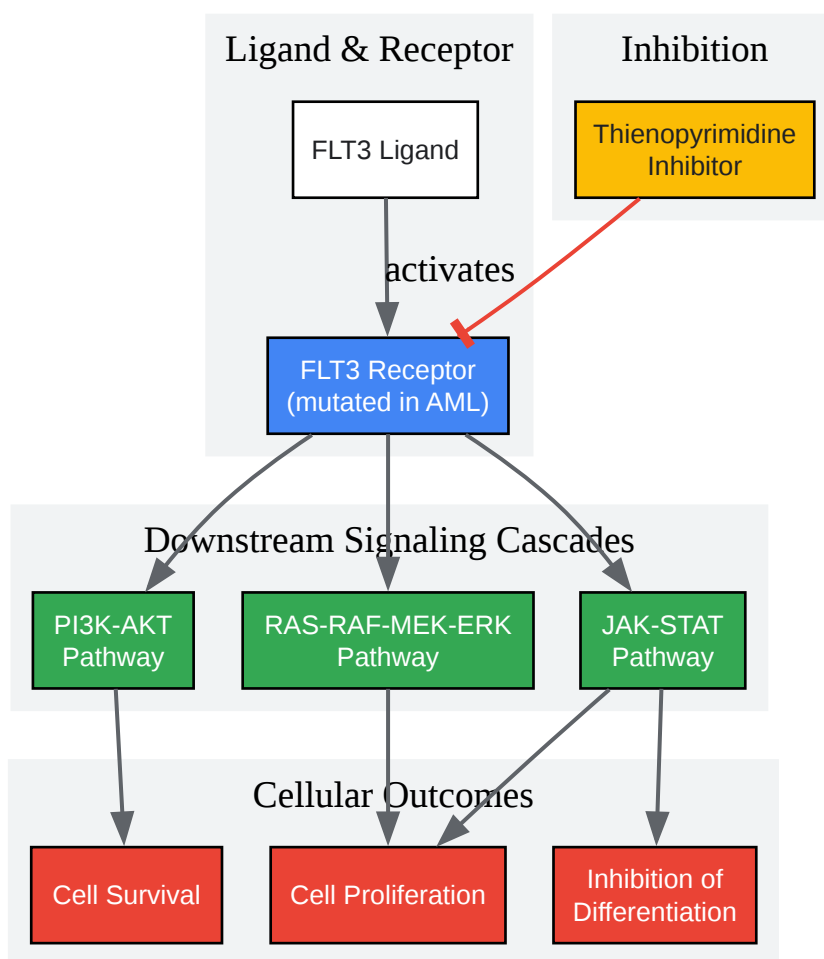 Ligand & Receptor
Inhibition
FLT3 Ligand
Thienopyrimidine
Inhibitor
activates
FLT3 Receptor
(mutated in AML)
Downstream Signaling Cascades
PI3K-AKT
Pathway
RAS-RAF-MEK-ERK
Pathway
JAK-STAT
Pathway
Cellular Outcomes
Cell Survival
Cell Proliferation
Inhibition of
Differentiation